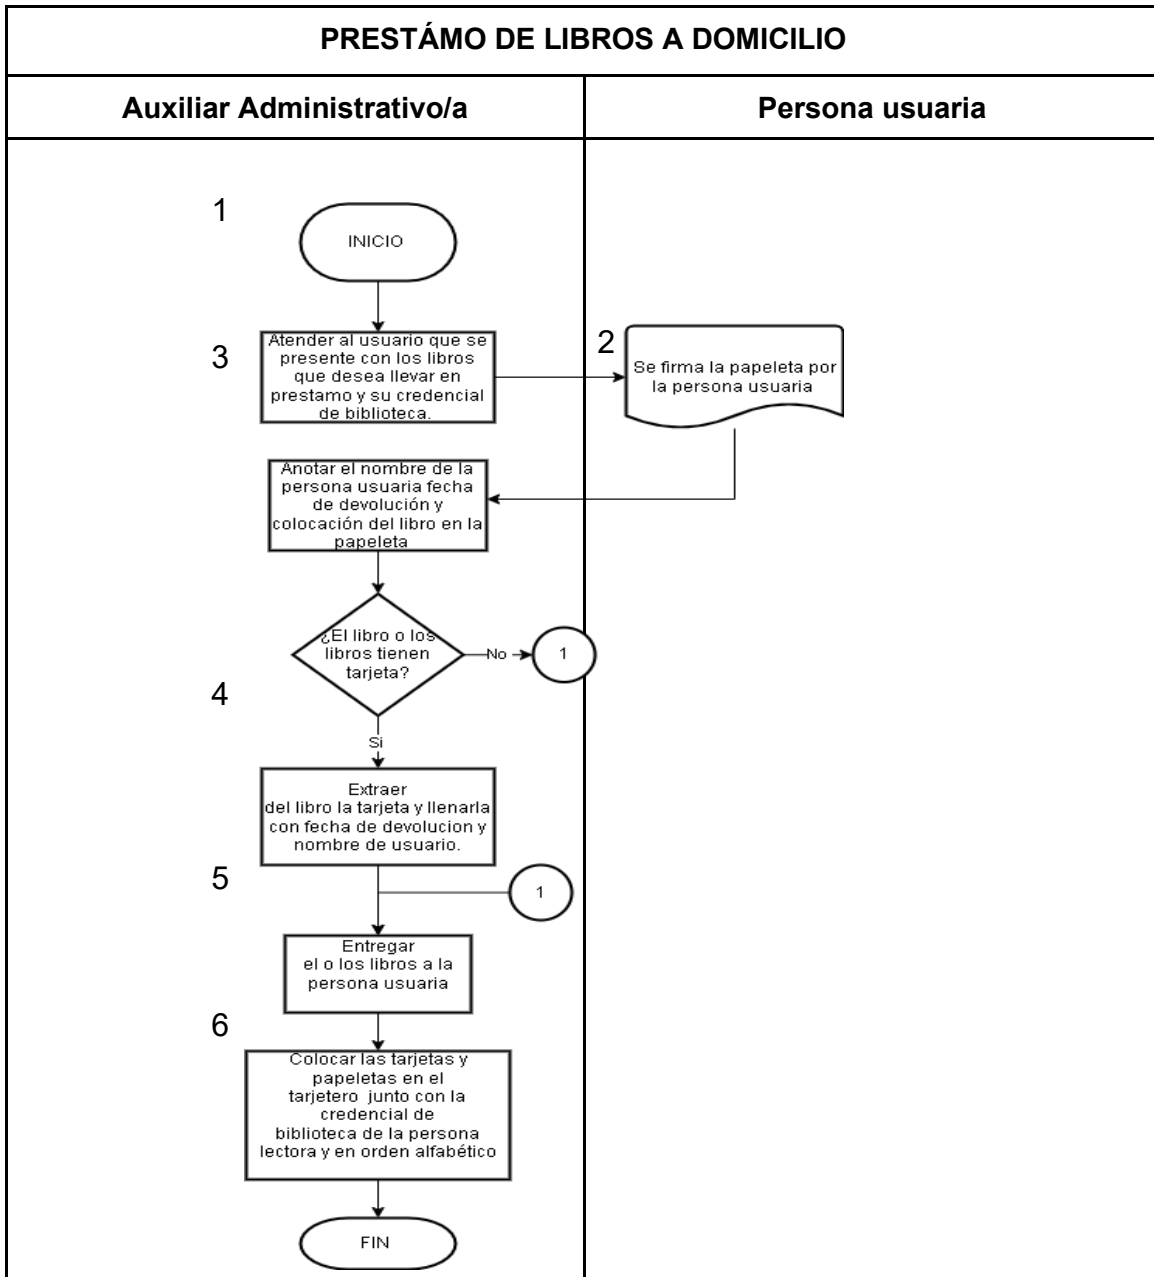 PRESTÁMO DE LIBROS A DOMICILIO
Auxiliar Administrativo/a
Persona usuaria
1
INICIO
3
Atender al usuario que se
presente con los libros
que desea llevar en
prestamo y su credencial
de biblioteca.
2
Se firma la papeleta por
la persona usuaria
Anotar el nombre de la
persona usuaria fecha
de devolución y
colocación del libro en la
papeleta
¿El libro o los
libros tienen
tarjeta?
No
1
4
Si
Extraer
del libro la tarjeta y llenarla
con fecha de devolucion y
nombre de usuario.
5
1
Entregar
el o los libros a la
persona usuaria
6
Colocar las tarjetas y
papeletas en el
tarjetero junto con la
credencial de
biblioteca de la persona
lectora y en orden alfabético
FIN